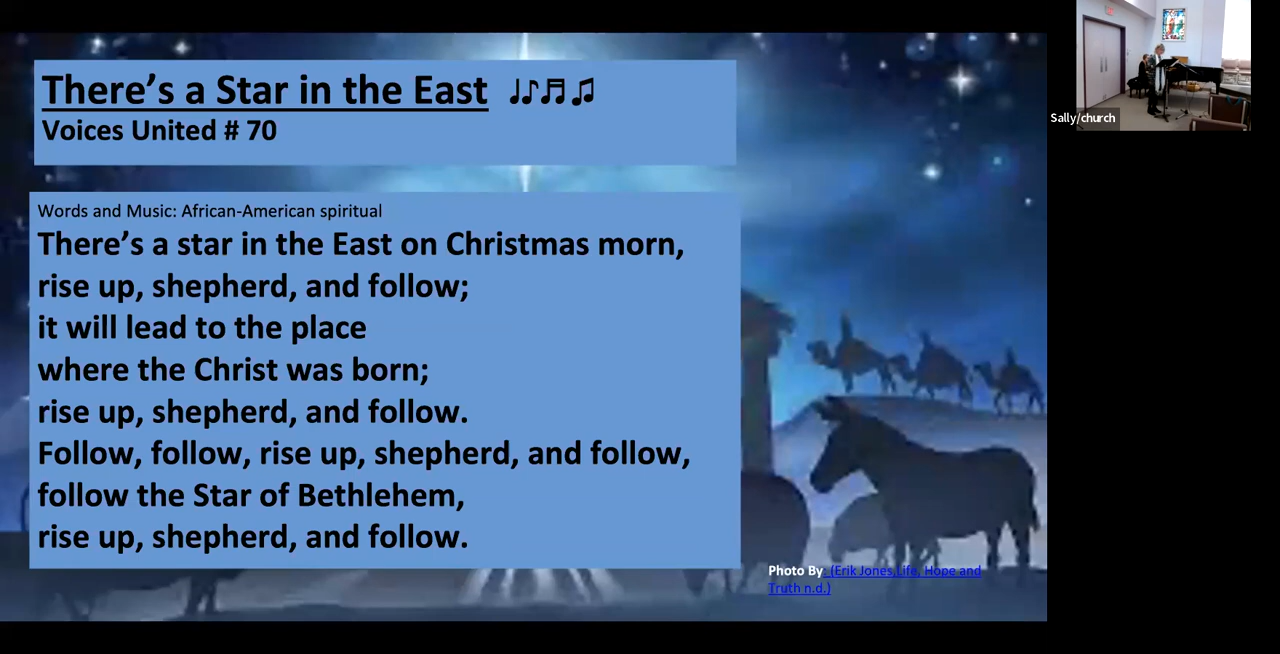 There’s a Star in the East ♩♪♬♫
Voices United # 70
Words and Music: African-American spiritual
There’s a star in the East on Christmas morn,
rise up, shepherd, and follow;
it will lead to the place
where the Christ was born;
rise up, shepherd, and follow.
Follow, follow, rise up, shepherd, and follow,
follow the Star of Bethlehem,
rise up, shepherd, and follow.
Photo By (Erik Jones,Life, Hope and
Truth n.d.)
Sally/church